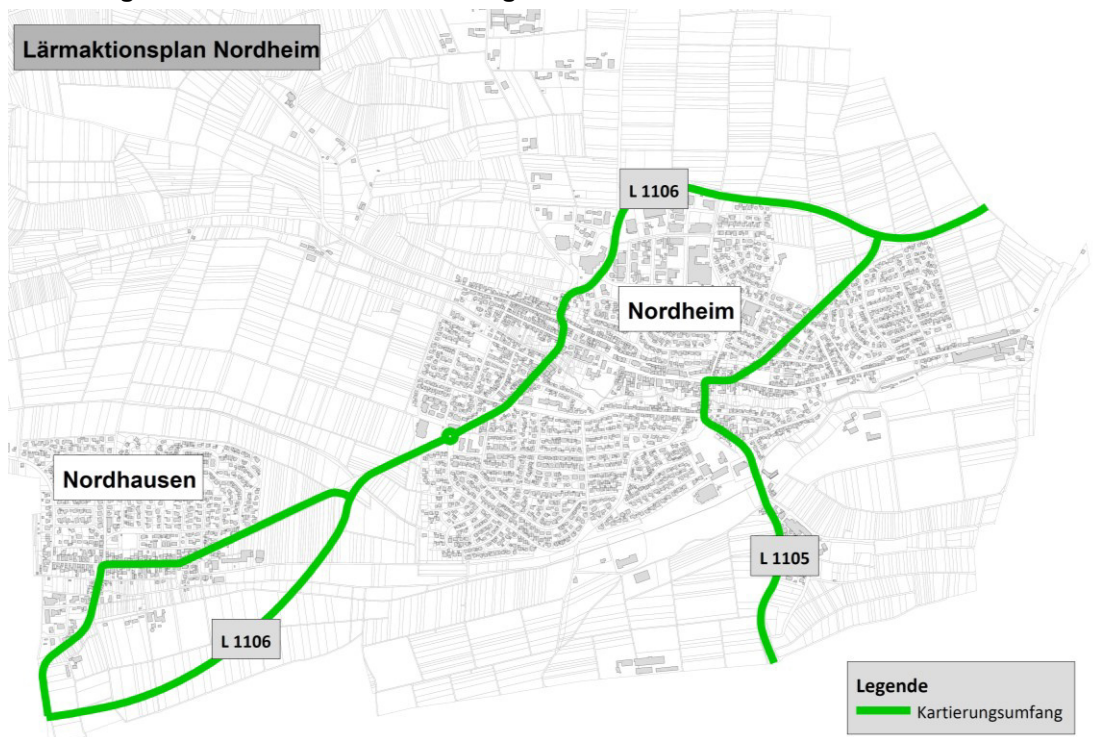 Lärmaktionsplan Nordheim
L 1106
Nordheim
Nordhausen
L 1105
L 1106
Legende
Kartierungsumfang